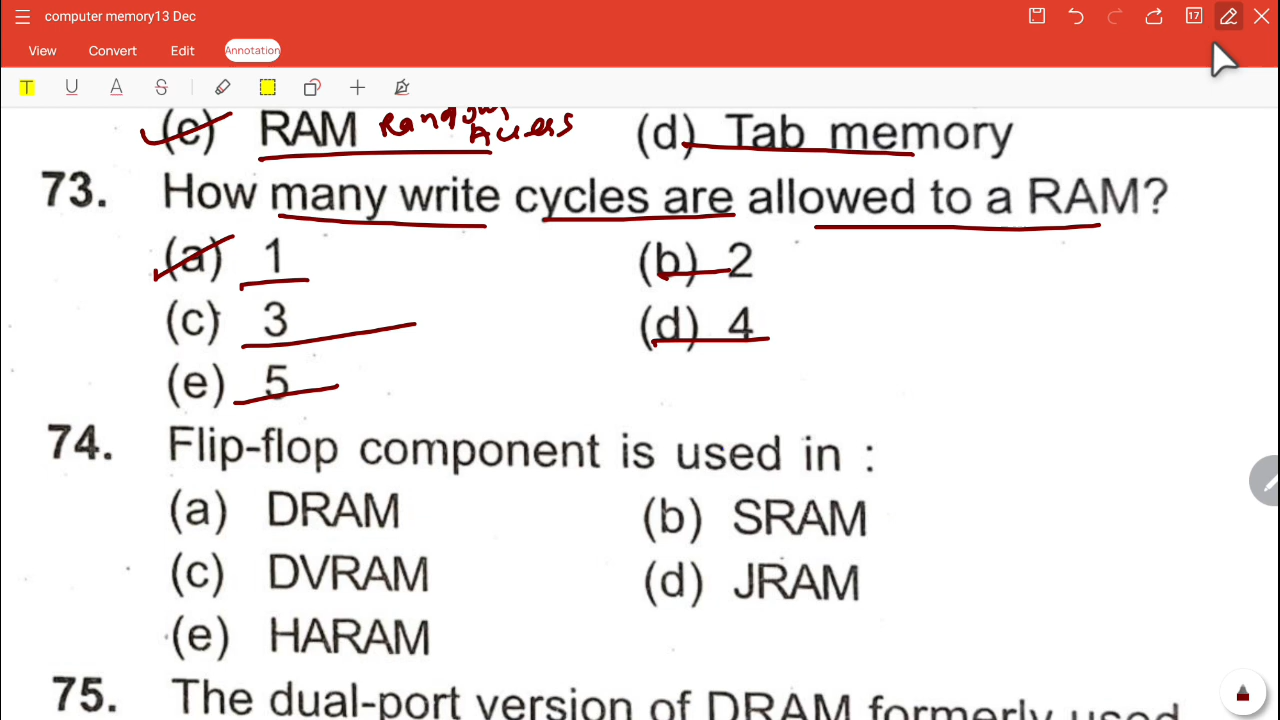 computer memory13 Dec
17
View Convert Edit Annotation
T U A S
(c) RAM Random Access (d) Tab memory
73. How many write cycles are allowed to a RAM?
(a) 1 (b) 2
(c) 3 (d) 4
(e) 5
74. Flip-flop component is used in :
(a) DRAM (b) SRAM
(c) DVRAM (d) JRAM
(e) HARAM
75. The dual-port version of DRAM formerly used